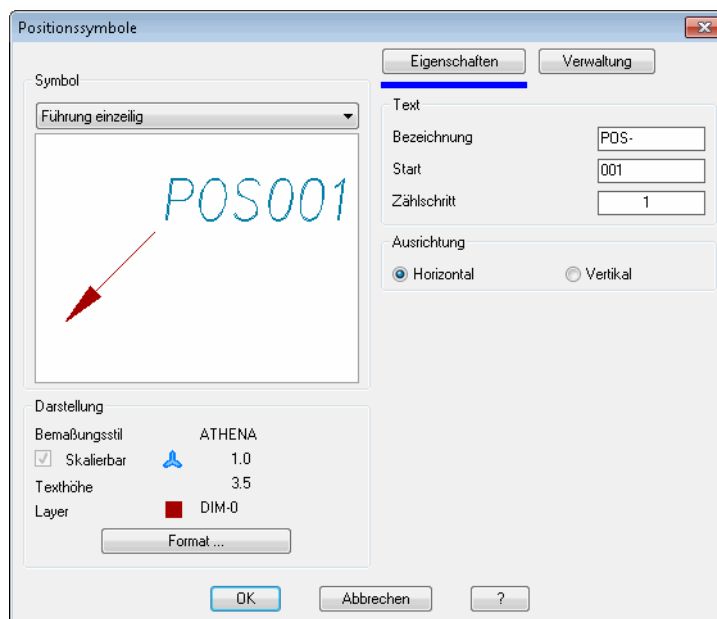 Positionssymbole
Symbol
Führung einzeilig
POS001
Darstellung
Bemaßungsstil ATHENA
Skalierbar 1.0
Texthöhe 3.5
Layer DIM-0
Format ...
Eigenschaften Verwaltung
Text
Bezeichnung POS-
Start 001
Zählschritt 1
Ausrichtung
Horizontal Vertikal
OK Abbrechen ?